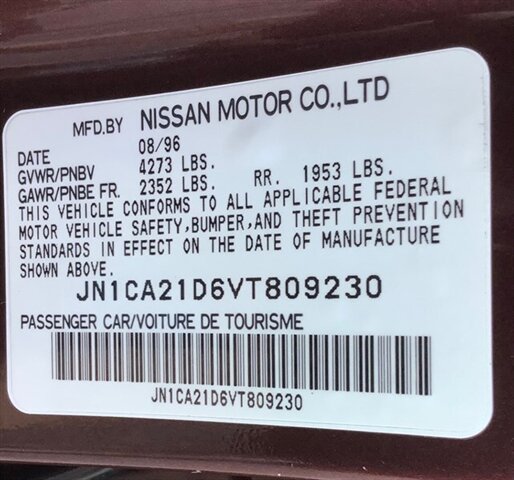 MFD.BY NISSAN MOTOR CO.,LTD
DATE 08/96
GVWR/PNBV 4273 LBS.
GAWR/PNBE FR. 2352 LBS. RR. 1953 LBS.
THIS VEHICLE CONFORMS TO ALL APPLICABLE FEDERAL
MOTOR VEHICLE SAFETY,BUMPER,AND THEFT PREVENTION
STANDARDS IN EFFECT ON THE DATE OF MANUFACTURE
SHOWN ABOVE.
JN1CA21D6VT809230
PASSENGER CAR/VOITURE DE TOURISME
JN1CA21D6VT809230